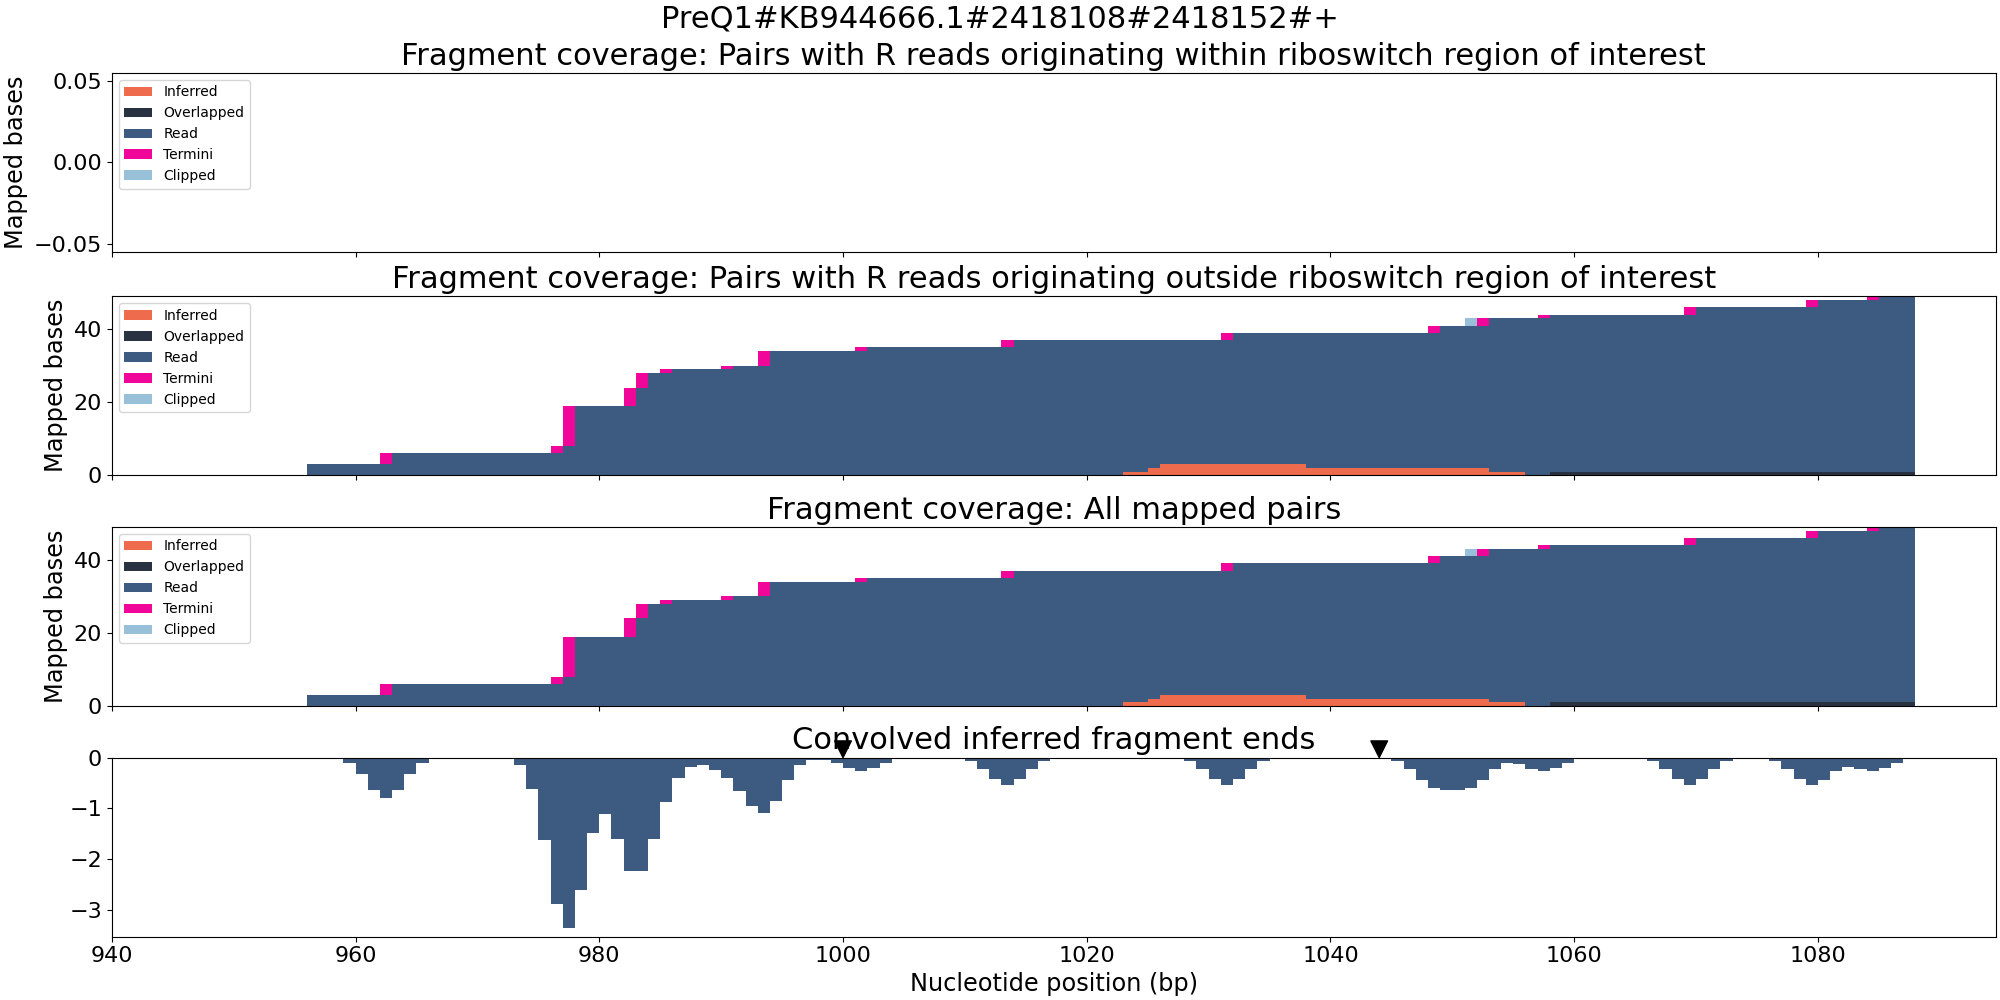 PreQ1#KB944666.1#2418108#2418152#+
Fragment coverage: Pairs with R reads originating within riboswitch region of interest
Mapped bases
0.05
0.00
−0.05
Inferred
Overlapped
Read
Termini
Clipped
Fragment coverage: Pairs with R reads originating outside riboswitch region of interest
Mapped bases
40
20
0
Inferred
Overlapped
Read
Termini
Clipped
Fragment coverage: All mapped pairs
Mapped bases
40
20
0
Inferred
Overlapped
Read
Termini
Clipped
Convolved inferred fragment ends
0
−1
−2
−3
940 960 980 1000 1020 1040 1060 1080
Nucleotide position (bp)